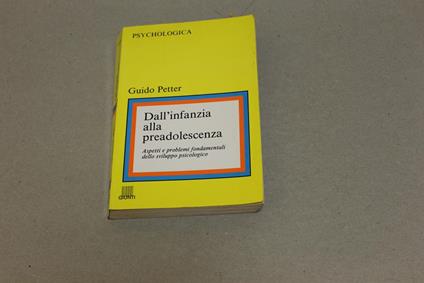 PSYCHOLOGICA
Guido Petter
Dall'infanzia
alla
preadolescenza
Aspetti e problemi fondamentali
dello sviluppo psicologico
GIUNTI